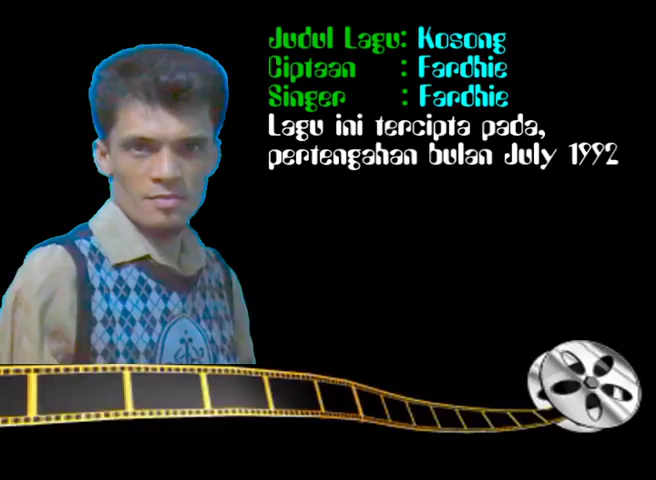 Judul Lagu: Kosong
Ciptaan : Fardhie
Singer : Fardhie
Lagu ini tercipta pada,
pertengahan bulan July 1992